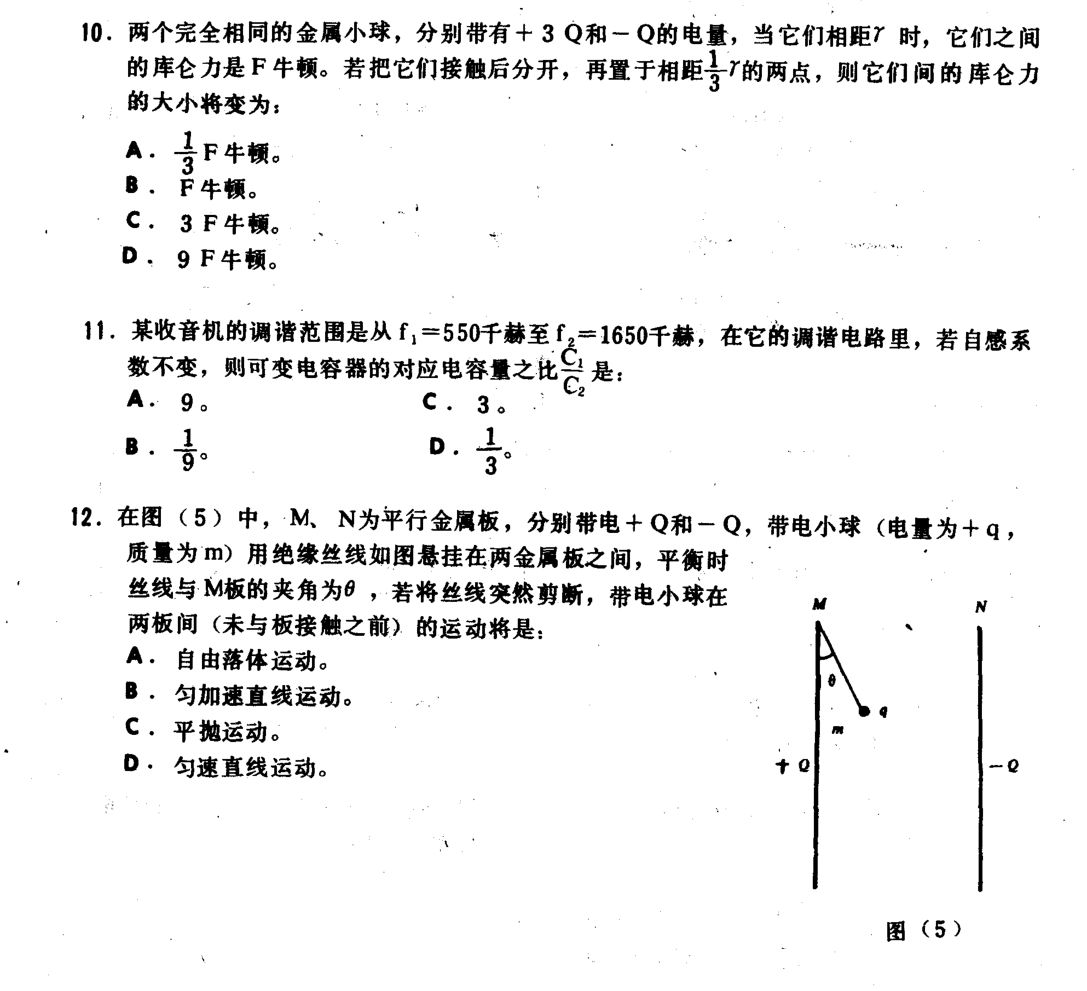 10．两个完全相同的金属小球，分别带有＋3Q和－Q的电量，当它们相距r时，它们之间
的库仑力是F牛顿。若把它们接触后分开，再置于相距1/3r的两点，则它们间的库仑力
的大小将变为：
A．1/3F牛顿。
B．F牛顿。
C．3F牛顿。
D．9F牛顿。
11．某收音机的调谐范围是从f₁＝550千赫至f₂＝1650千赫，在它的调谐电路里，若自感系
数不变，则可变电容器的对应电容量之比C₁/C₂是：
A．9。 C．3。
B．1/9。 D．1/3。
12．在图（5）中，M、N为平行金属板，分别带电＋Q和－Q，带电小球（电量为＋q，
质量为m）用绝缘丝线如图悬挂在两金属板之间，平衡时
丝线与M板的夹角为θ，若将丝线突然剪断，带电小球在
两板间（未与板接触之前）的运动将是：
A．自由落体运动。
B．匀加速直线运动。
C．平抛运动。
D．匀速直线运动。
M N
θ
q
m
＋Q －Q
图（5）